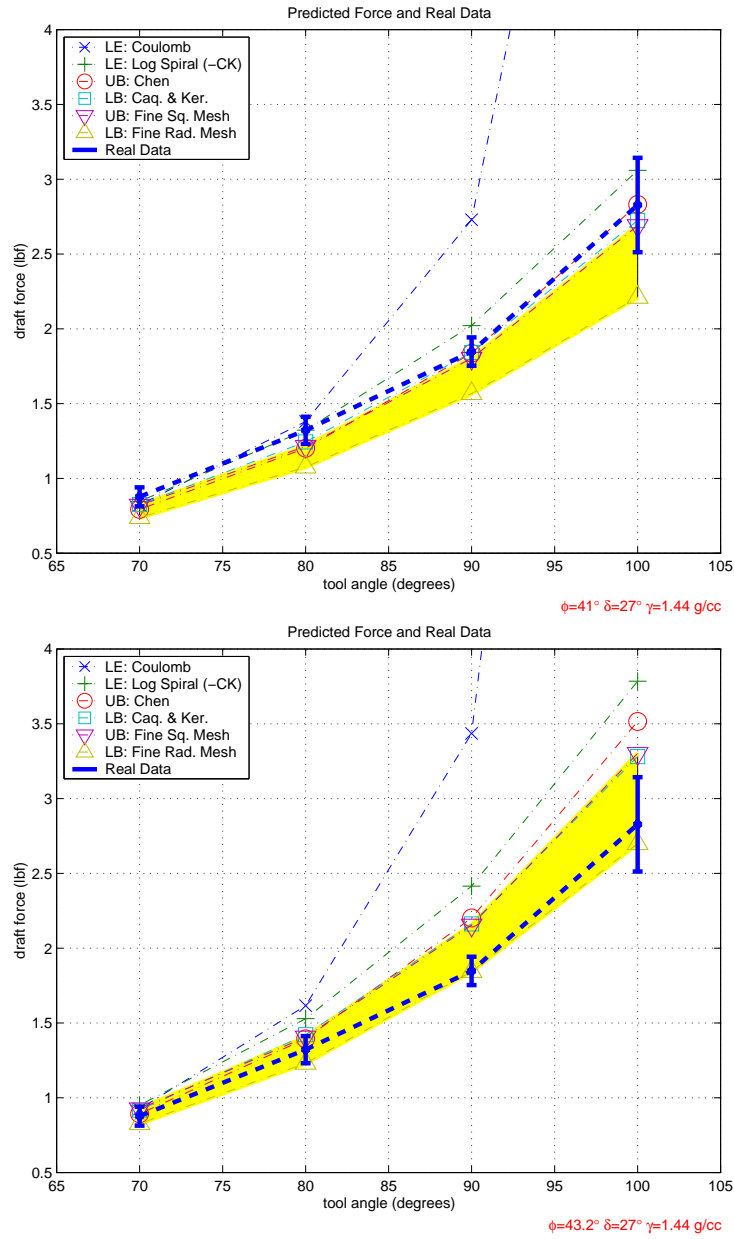 Predicted Force and Real Data
4
3.5
3
2.5
2
1.5
1
0.5
draft force (lbf)
LE: Coulomb
LE: Log Spiral (−CK)
UB: Chen
LB: Caq. & Ker.
UB: Fine Sq. Mesh
LB: Fine Rad. Mesh
Real Data
65 70 75 80 85 90 95 100 105
tool angle (degrees)
ϕ=41° δ=27° γ=1.44 g/cc
Predicted Force and Real Data
4
3.5
3
2.5
2
1.5
1
0.5
draft force (lbf)
LE: Coulomb
LE: Log Spiral (−CK)
UB: Chen
LB: Caq. & Ker.
UB: Fine Sq. Mesh
LB: Fine Rad. Mesh
Real Data
65 70 75 80 85 90 95 100 105
tool angle (degrees)
ϕ=43.2° δ=27° γ=1.44 g/cc